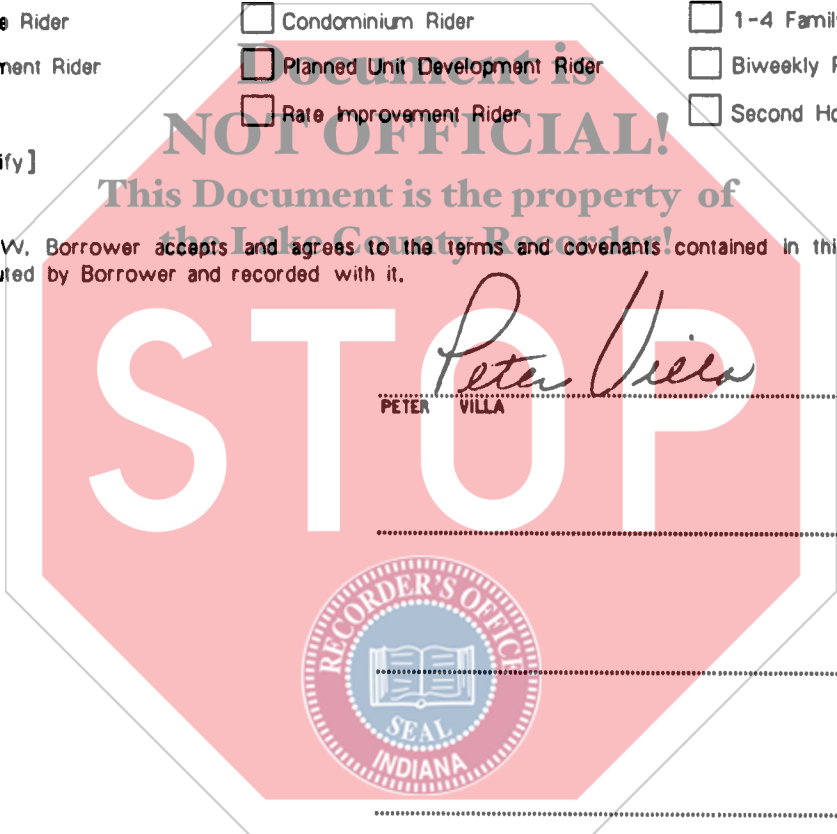 e Rider Condominium Rider 1-4 Famil
ment Rider Planned Unit Development Rider Biweekly R
Document is
Rate Improvement Rider Second Ho
NOT OFFICIAL!
ify]
This Document is the property of
the Lake County Recorder!
W. Borrower accepts and agrees to the terms and covenants contained in thi
uted by Borrower and recorded with it.
Peter Villa
PETER VILLA
STOP
RECORDER'S OFFICE
SEAL
INDIANA